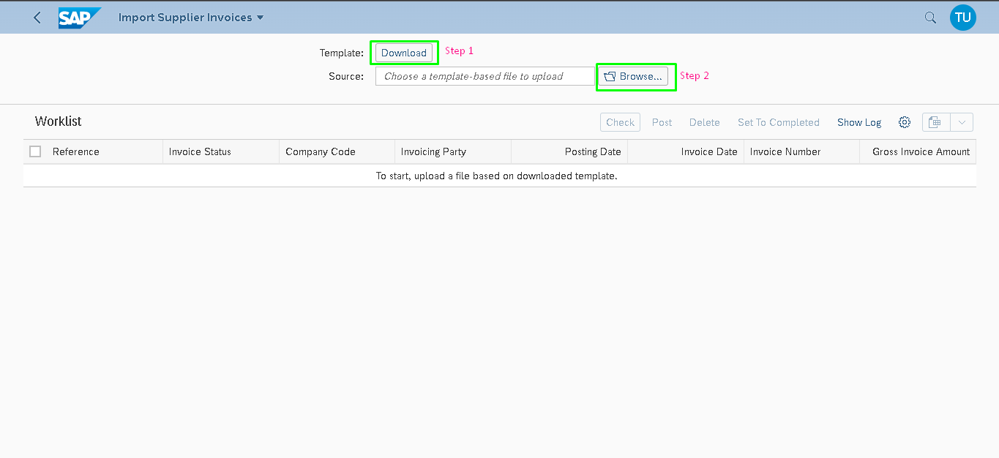 SAP Import Supplier Invoices TU
Template: Download Step 1
Source: Choose a template-based file to upload Browse... Step 2
Worklist Check Post Delete Set To Completed Show Log
Reference Invoice Status Company Code Invoicing Party Posting Date Invoice Date Invoice Number Gross Invoice Amount
To start, upload a file based on downloaded template.